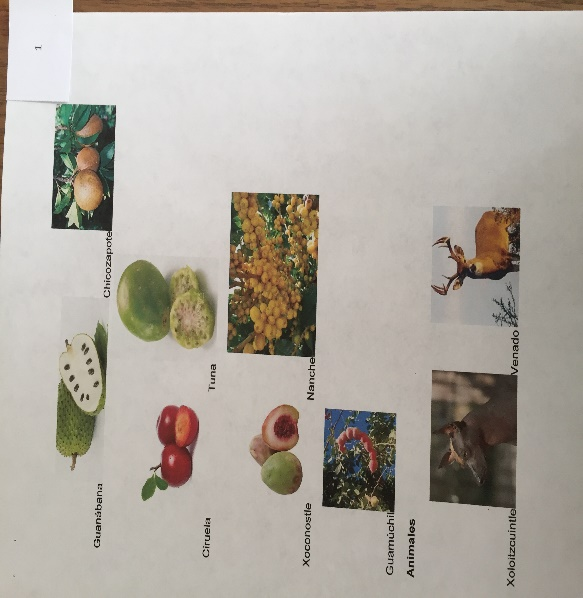 1
Guanábana Chicozapote
Ciruela Tuna
Xoconostle Nanche
Guamúchil
Animales
Xoloitzcuintle Venado